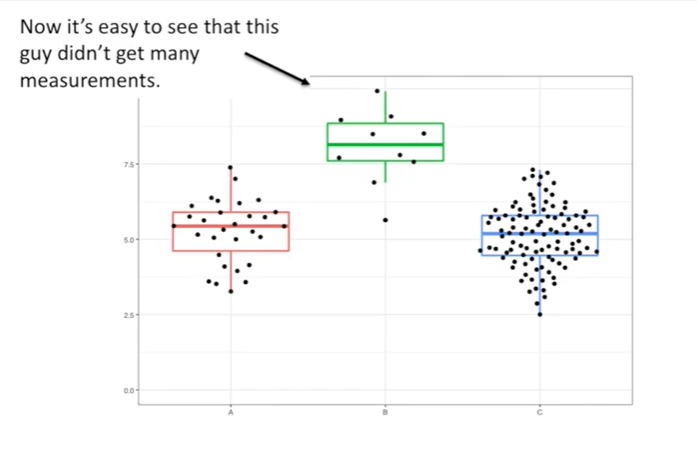 Now it's easy to see that this
guy didn't get many
measurements.
7.5
5.0
2.5
0.0
A B C